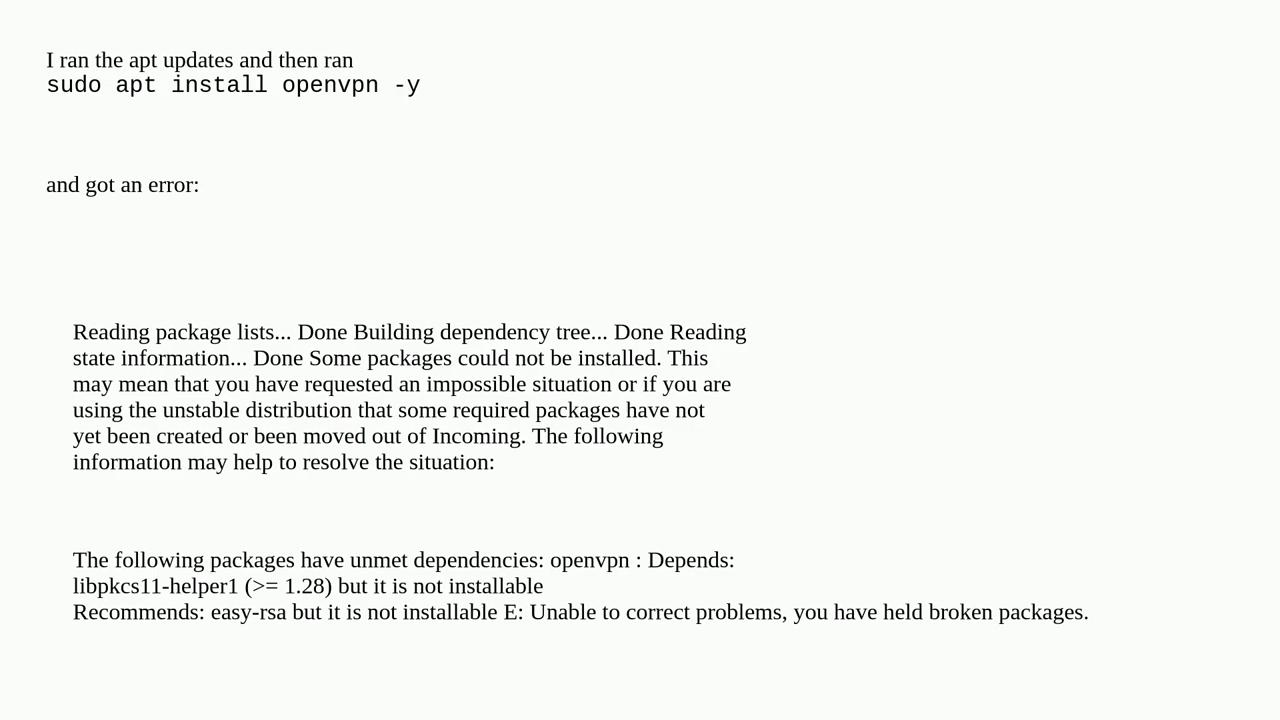 I ran the apt updates and then ran
sudo apt install openvpn -y
and got an error:
Reading package lists... Done Building dependency tree... Done Reading
state information... Done Some packages could not be installed. This
may mean that you have requested an impossible situation or if you are
using the unstable distribution that some required packages have not
yet been created or been moved out of Incoming. The following
information may help to resolve the situation:
The following packages have unmet dependencies: openvpn : Depends:
libpkcs11-helper1 (>= 1.28) but it is not installable
Recommends: easy-rsa but it is not installable E: Unable to correct problems, you have held broken packages.